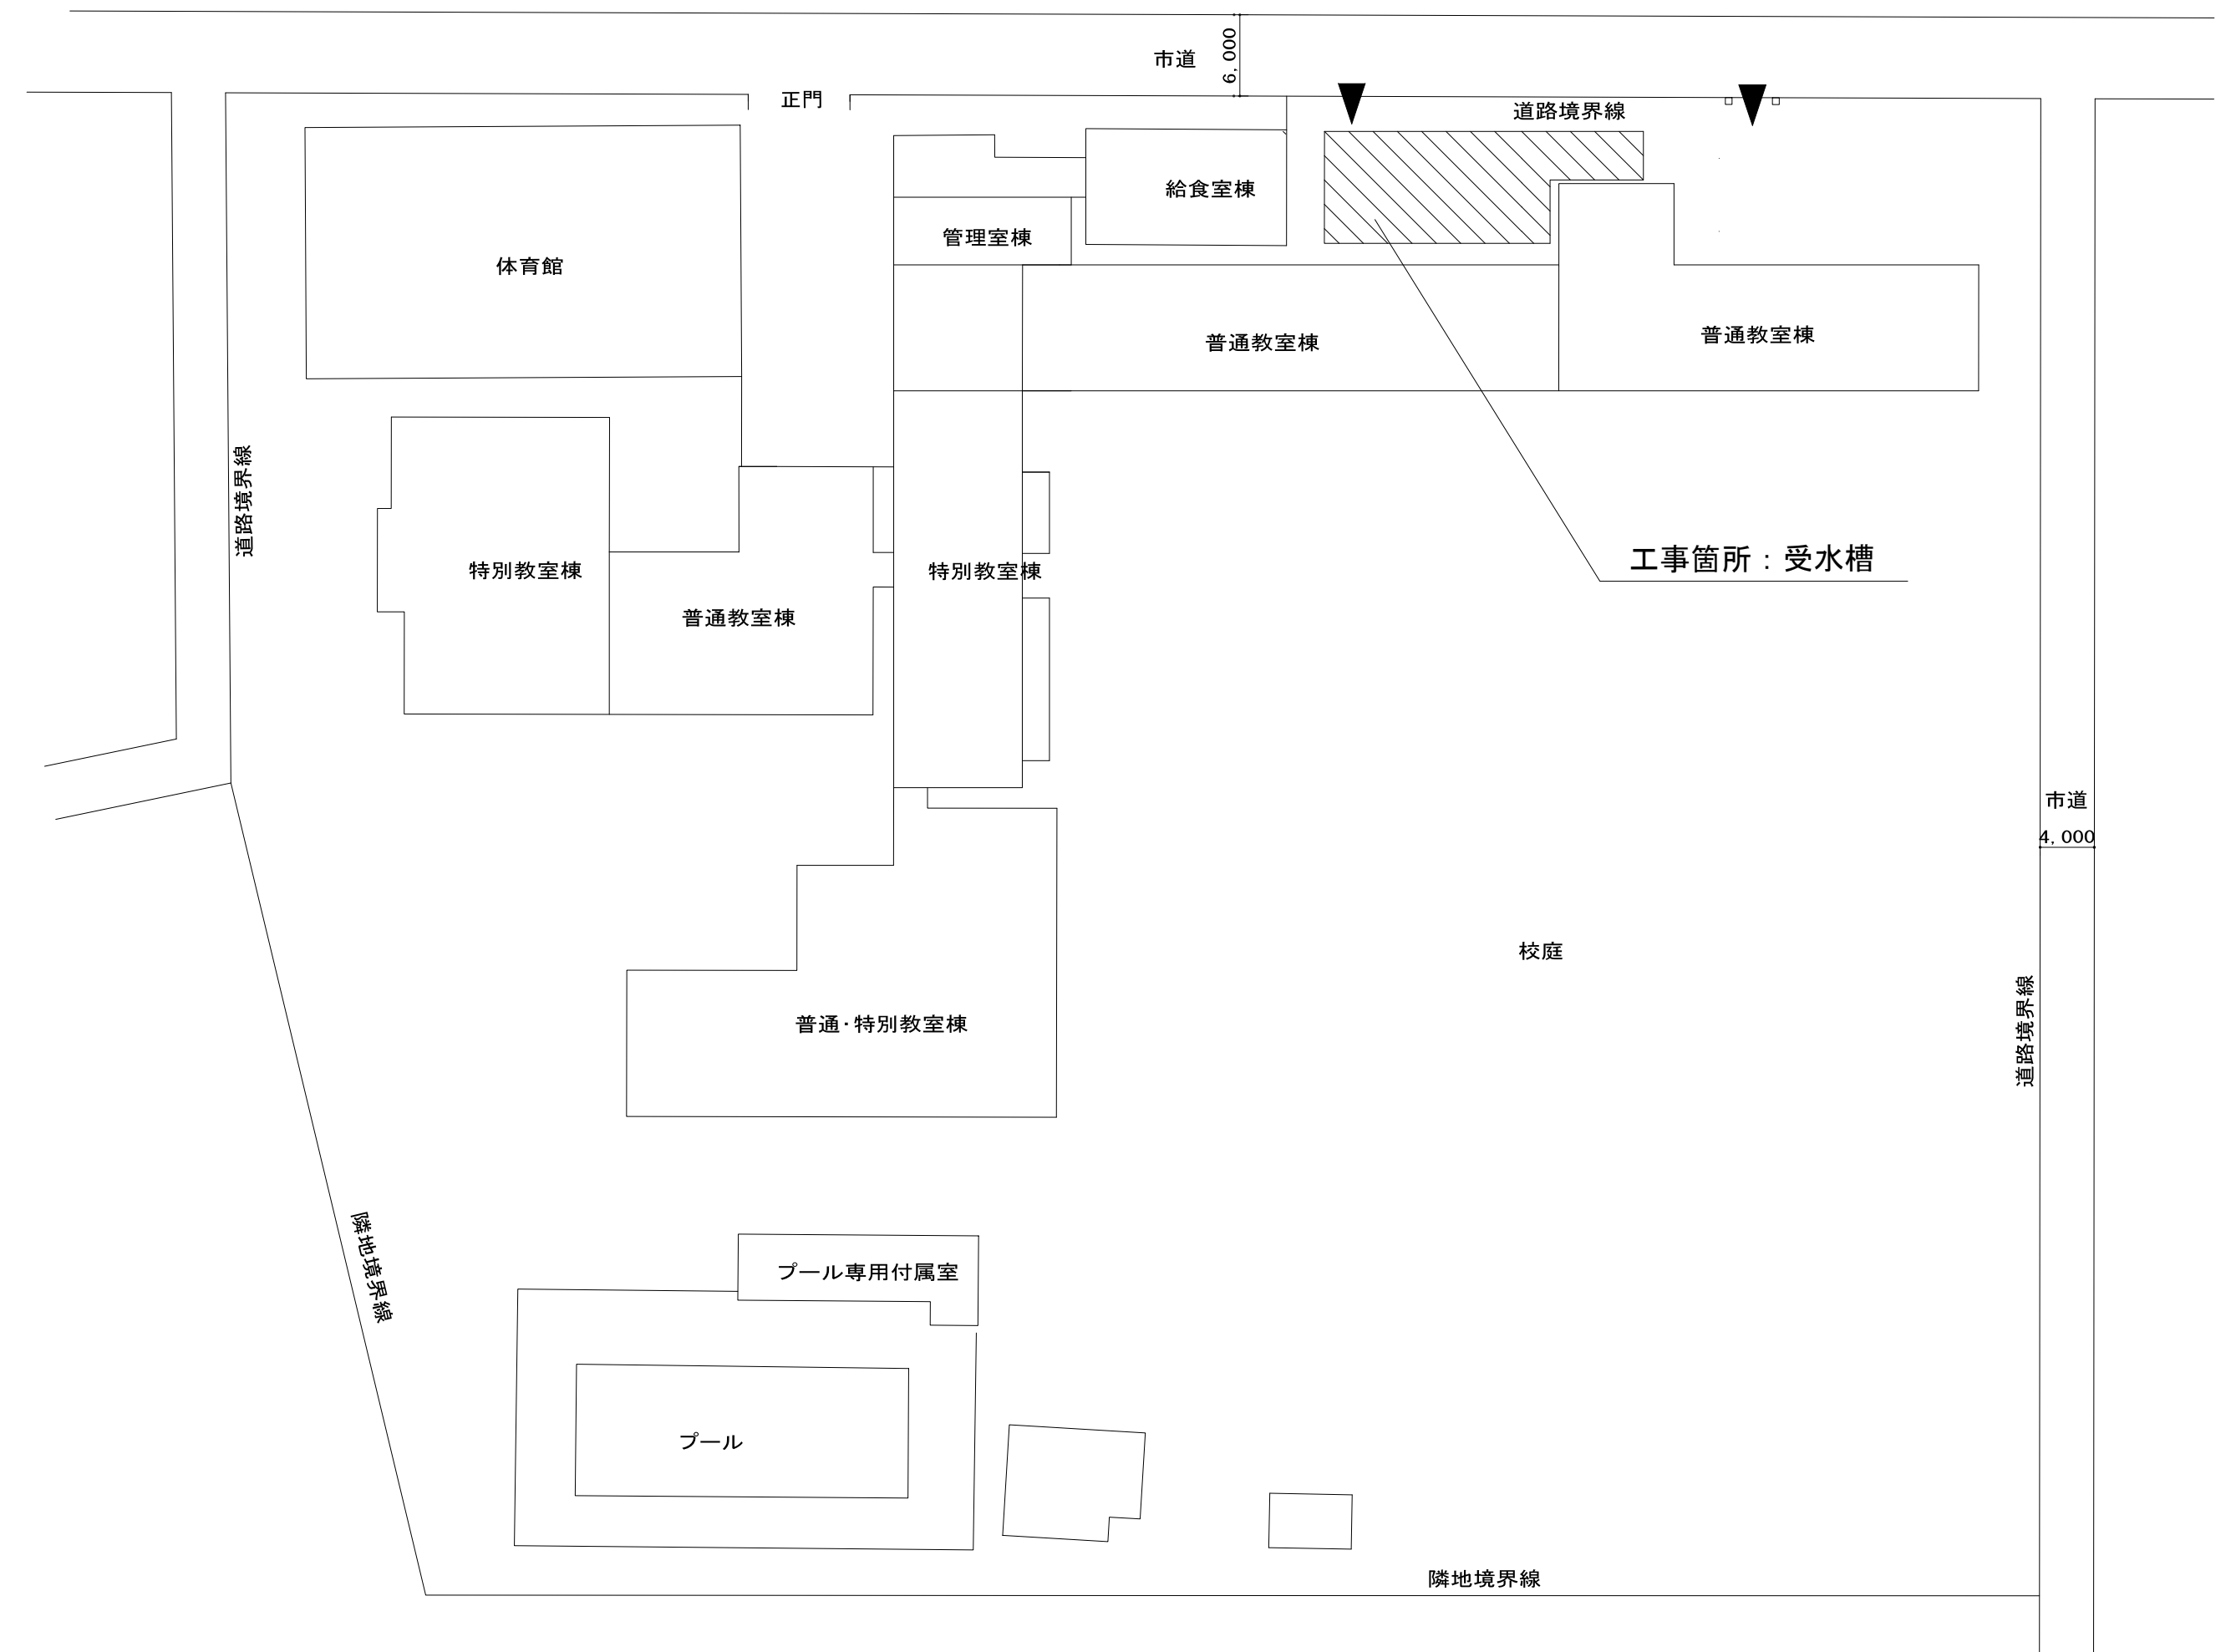 市道
6,000
正門
道路境界線
給食室棟
管理室棟
体育館
普通教室棟
普通教室棟
道路境界線
工事箇所：受水槽
特別教室棟
特別教室棟
普通教室棟
市道
4,000
校庭
道路境界線
普通・特別教室棟
隣地境界線
プール専用付属室
プール
隣地境界線